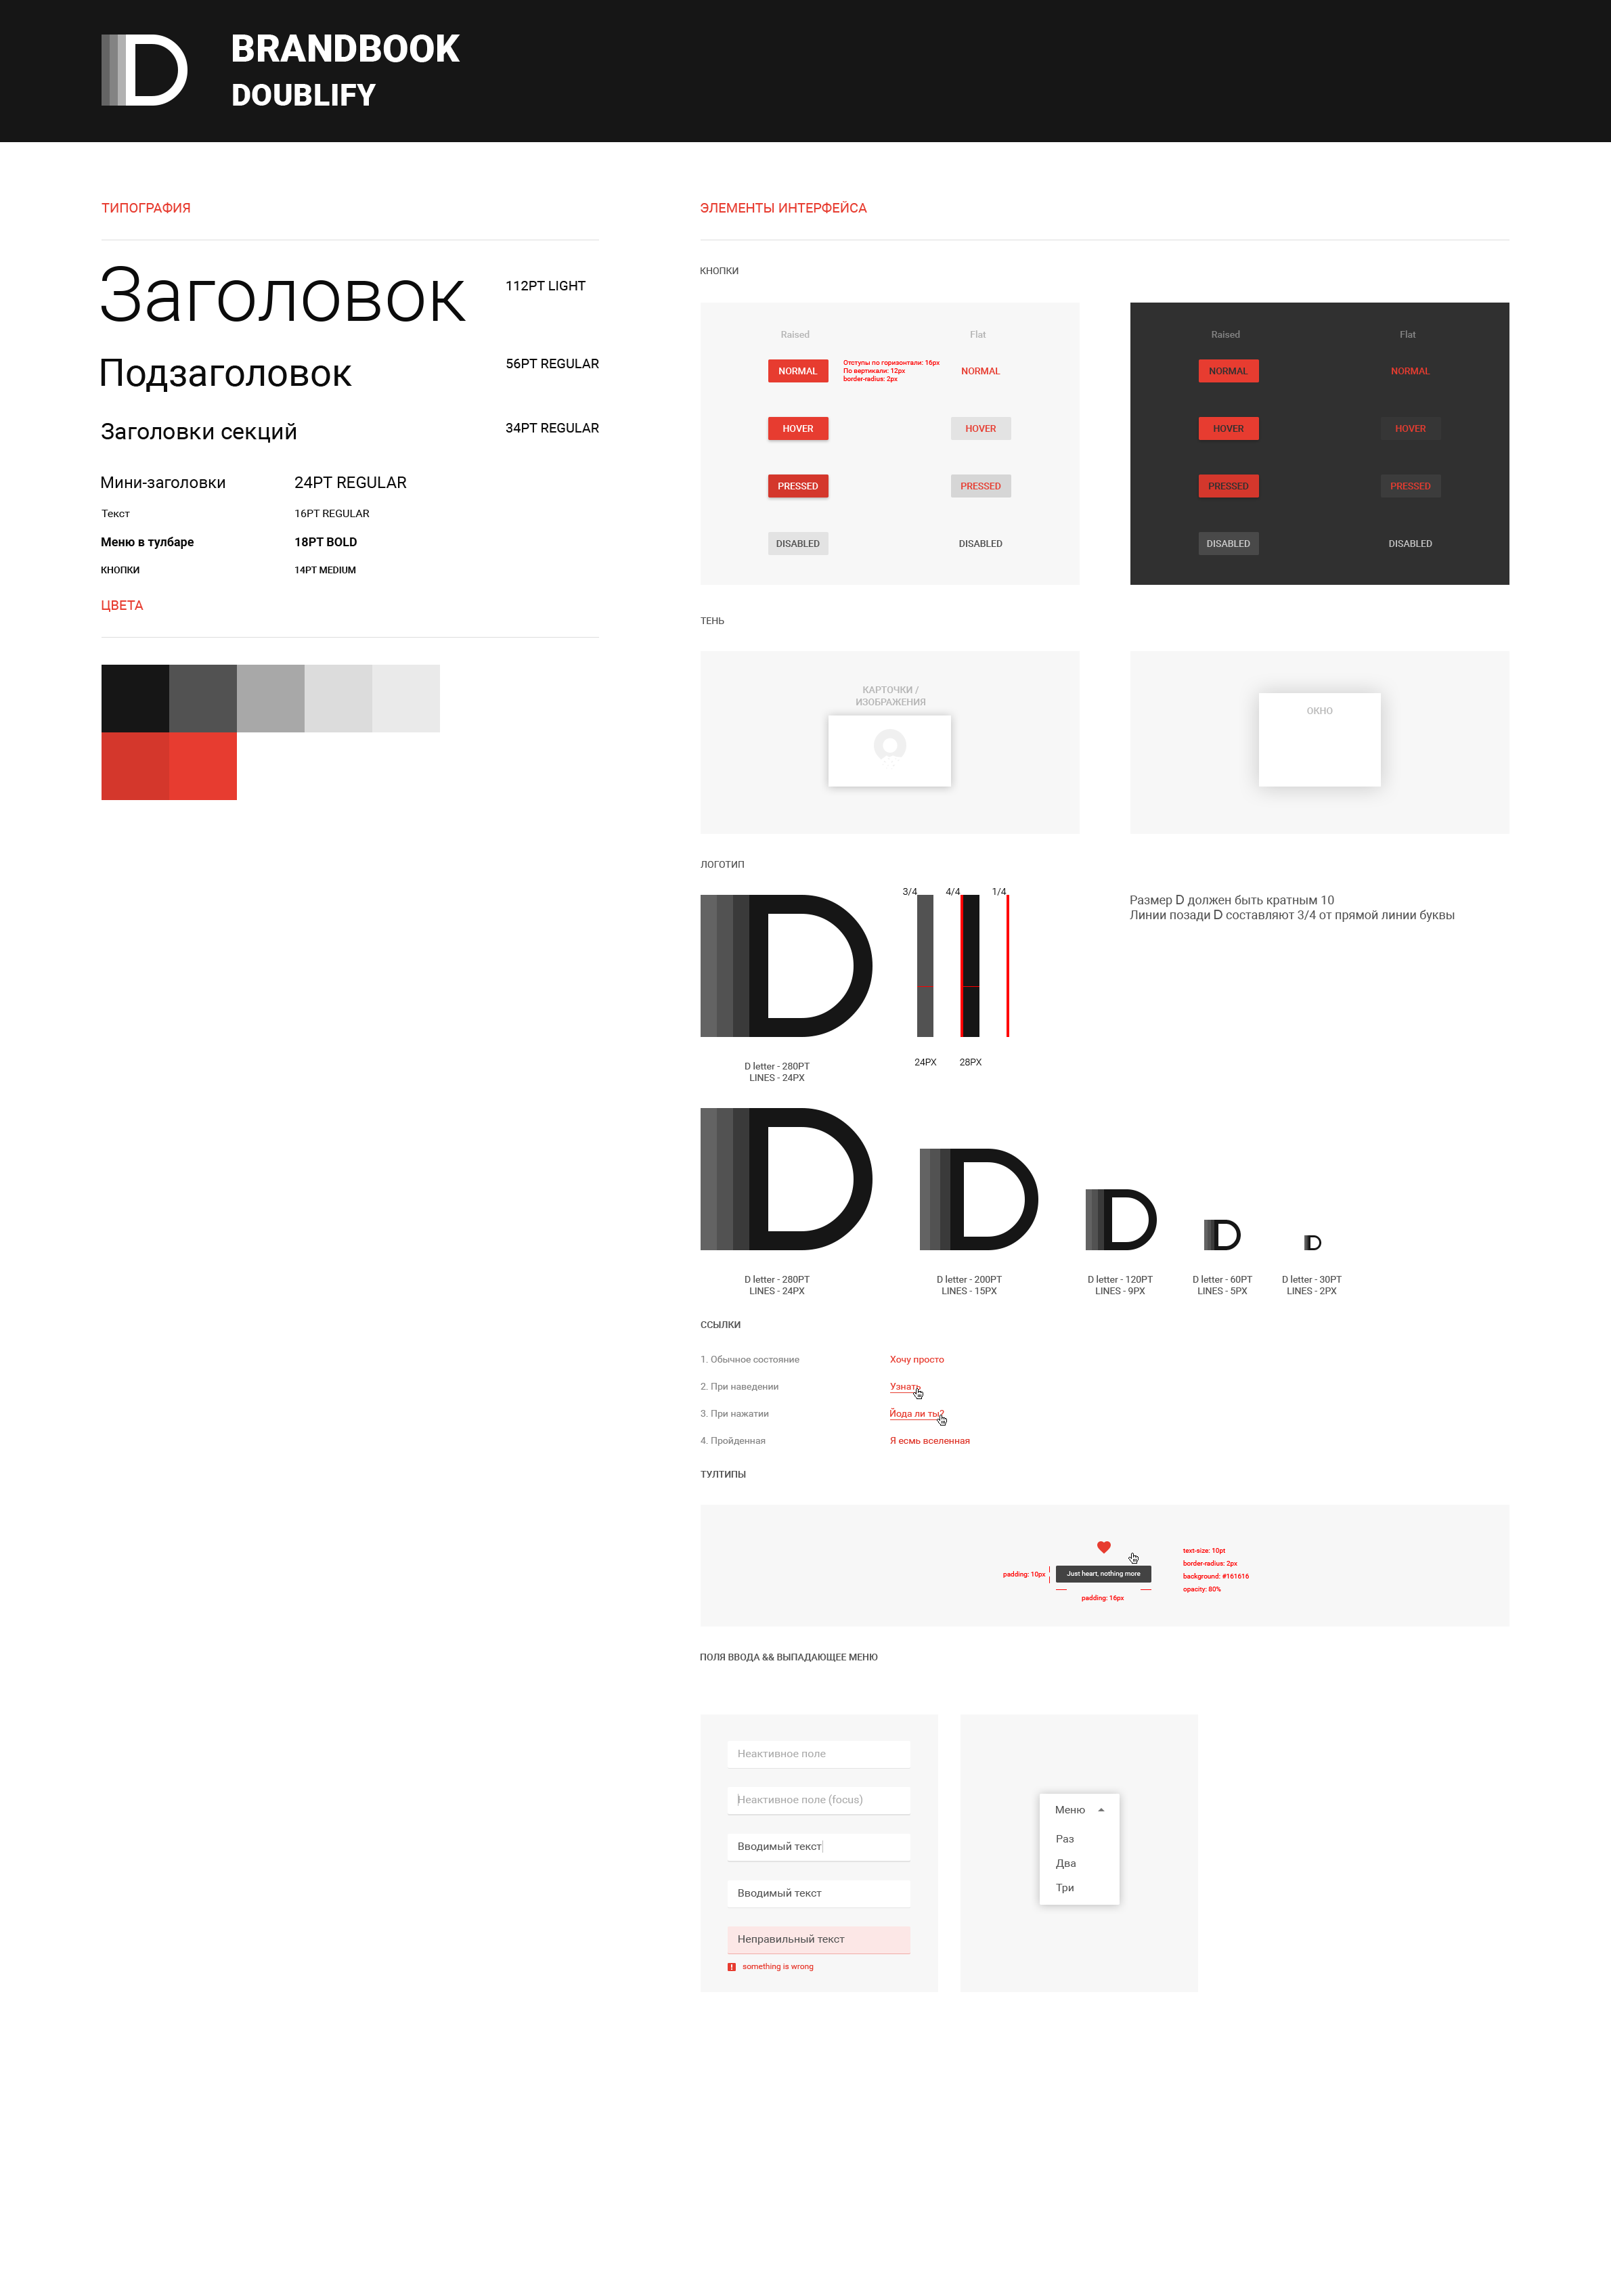 BRANDBOOK
DOUBLIFY
ТИПОГРАФИЯ
Заголовок 112PT LIGHT
Подзаголовок 56PT REGULAR
Заголовки секций 34PT REGULAR
Мини-заголовки 24PT REGULAR
Текст 16PT REGULAR
Меню в тулбаре 18PT BOLD
КНОПКИ 14PT MEDIUM
ЦВЕТА
ЭЛЕМЕНТЫ ИНТЕРФЕЙСА
КНОПКИ
Raised Flat
NORMAL
Отступы по горизонтали: 16px
По вертикали: 12px
border-radius: 2px
NORMAL
HOVER HOVER
PRESSED PRESSED
DISABLED DISABLED
Raised Flat
NORMAL NORMAL
HOVER HOVER
PRESSED PRESSED
DISABLED DISABLED
ТЕНЬ
КАРТОЧКИ /
ИЗОБРАЖЕНИЯ
ОКНО
ЛОГОТИП
3/4 4/4 1/4
24PX 28PX
D letter - 280PT
LINES - 24PX
Размер D должен быть кратным 10
Линии позади D составляют 3/4 от прямой линии буквы
D letter - 280PT
LINES - 24PX
D letter - 200PT
LINES - 15PX
D letter - 120PT
LINES - 9PX
D letter - 60PT
LINES - 5PX
D letter - 30PT
LINES - 2PX
ССЫЛКИ
1. Обычное состояние Хочу просто
2. При наведении Узнать
3. При нажатии Йода ли ты?
4. Пройденная Я есмь вселенная
ТУЛТИПЫ
padding: 10px
Just heart, nothing more
padding: 16px
text-size: 10pt
border-radius: 2px
background: #161616
opacity: 80%
ПОЛЯ ВВОДА && ВЫПАДАЮЩЕЕ МЕНЮ
Неактивное поле
Неактивное поле (focus)
Вводимый текст
Вводимый текст
Неправильный текст
something is wrong
Меню
Раз
Два
Три